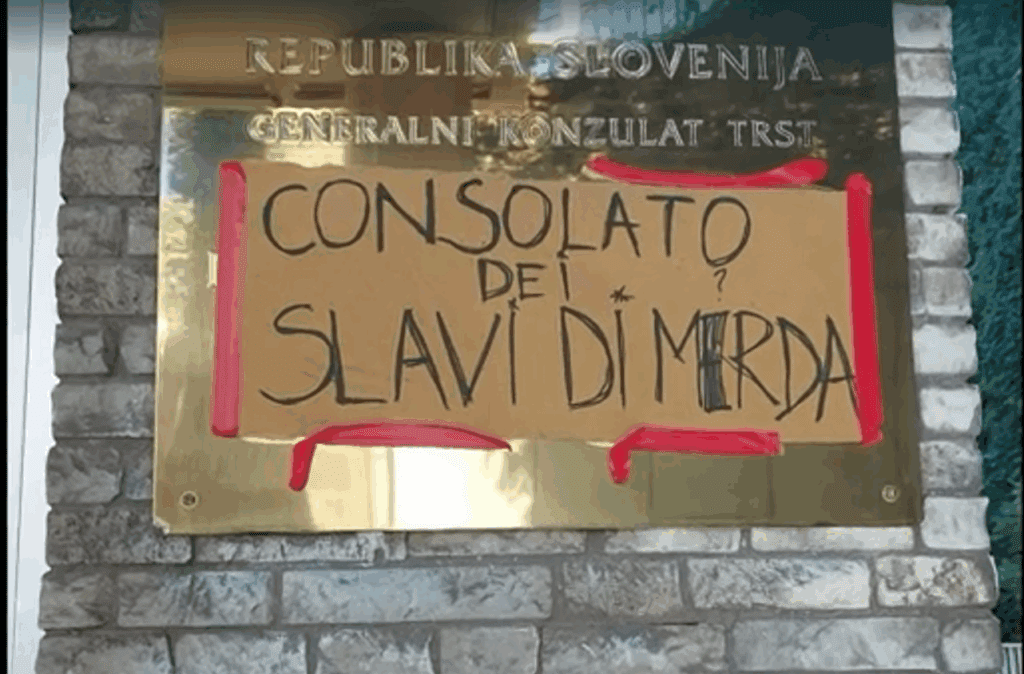 REPUBLIKA SLOVENIJA
GENERALNI KONZULAT TRST
CONSOLATO
DEI
SLAVI DI MERDA